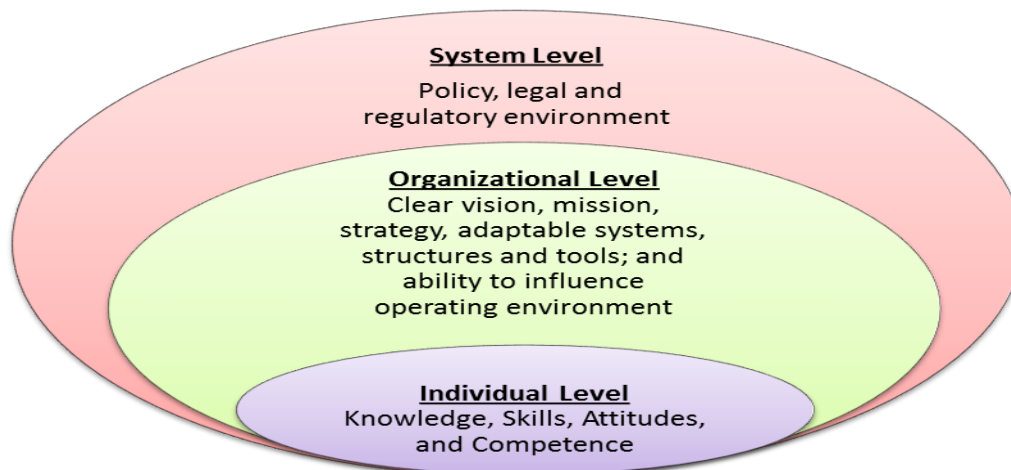 System Level
Policy, legal and
regulatory environment
Organizational Level
Clear vision, mission,
strategy, adaptable systems,
structures and tools; and
ability to influence
operating environment
Individual Level
Knowledge, Skills, Attitudes,
and Competence